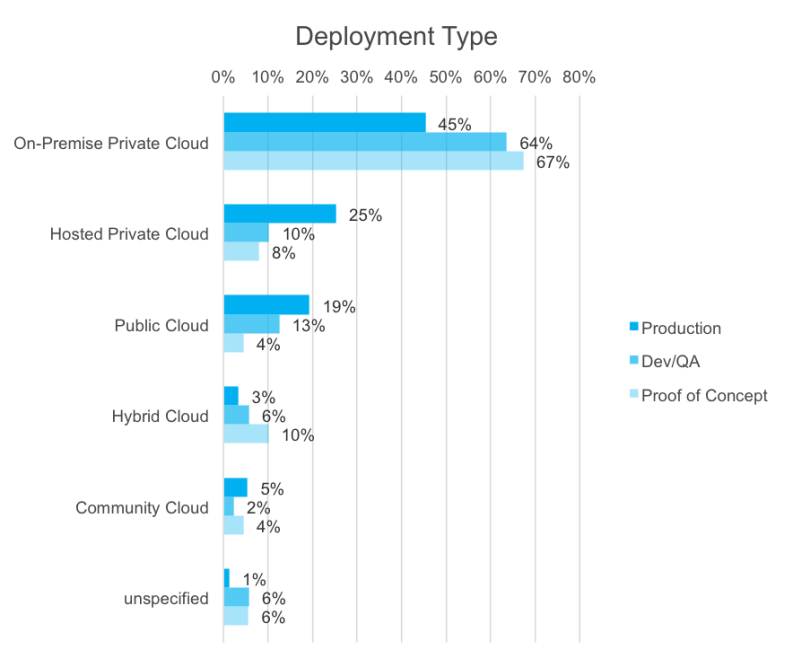 Deployment Type
0% 10% 20% 30% 40% 50% 60% 70% 80%
On-Premise Private Cloud
45%
64%
67%
Hosted Private Cloud
25%
10%
8%
Public Cloud
19%
13%
4%
Hybrid Cloud
3%
6%
10%
Community Cloud
5%
2%
4%
unspecified
1%
6%
6%
Production
Dev/QA
Proof of Concept